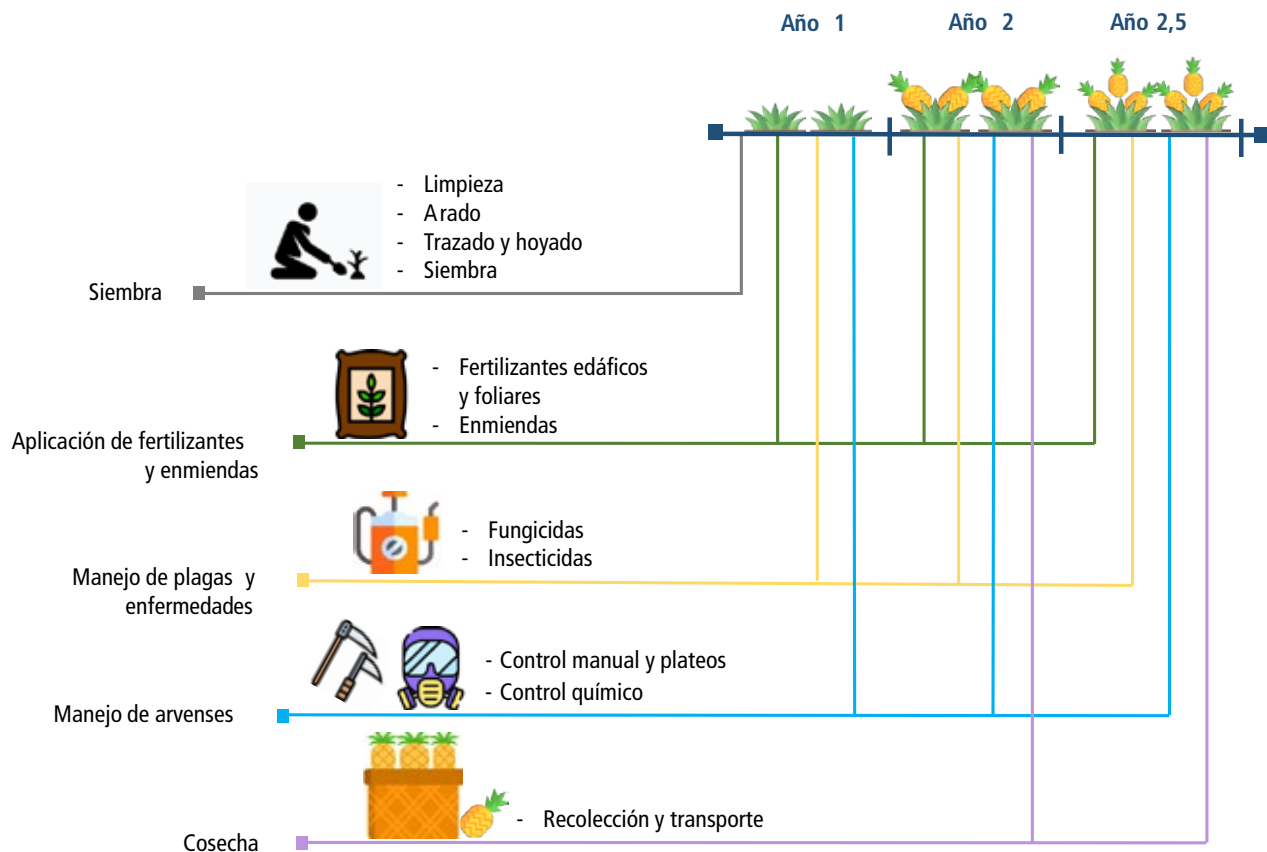 Año 1
Año 2
Año 2,5
- Limpieza
- Arado
- Trazado y hoyado
- Siembra
Siembra
- Fertilizantes edáficos
y foliares
- Enmiendas
Aplicación de fertilizantes
y enmiendas
- Fungicidas
- Insecticidas
Manejo de plagas y
enfermedades
- Control manual y plateos
- Control químico
Manejo de arvenses
- Recolección y transporte
Cosecha